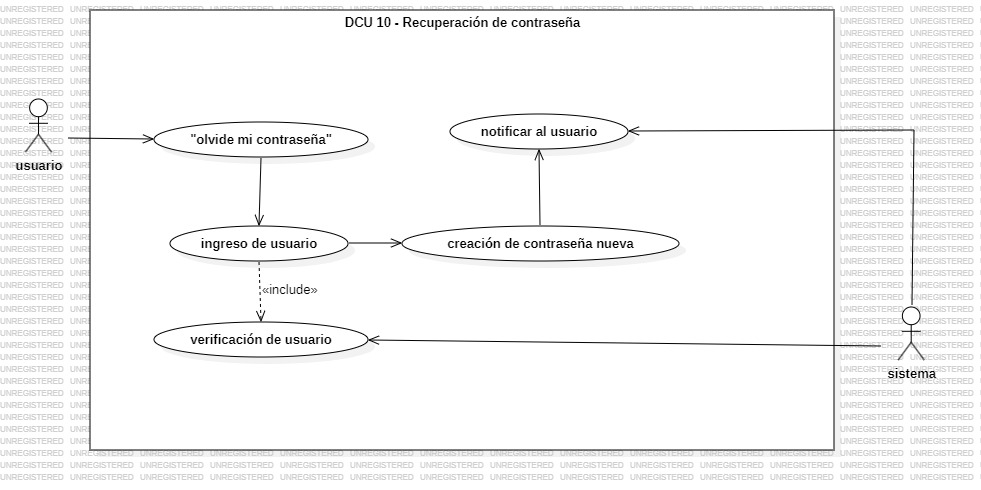 DCU 10 - Recuperación de contraseña
"olvide mi contraseña"
notificar al usuario
usuario
ingreso de usuario
creación de contraseña nueva
«include»
verificación de usuario
sistema
UNREGISTERED